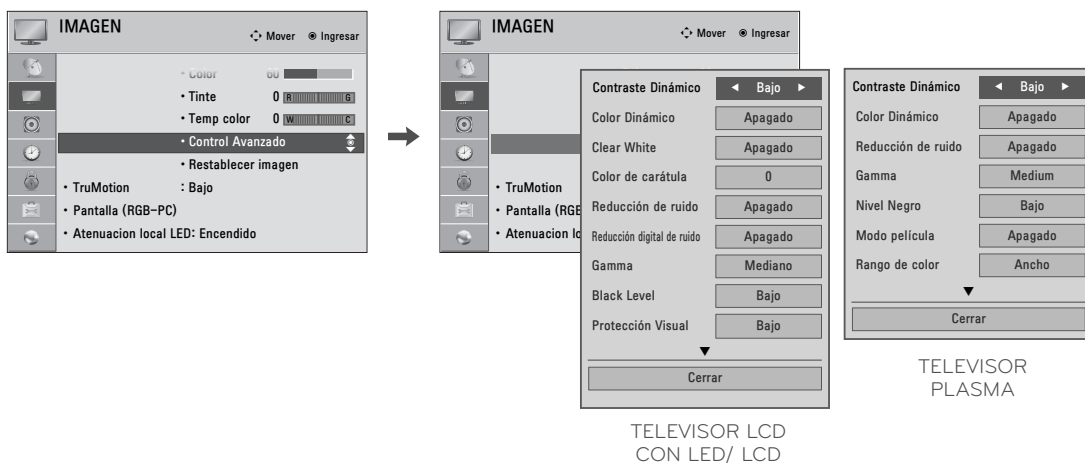 IMAGEN
Mover Ingresar
• Color 60
• Tinte 0 R G
• Temp color 0 W C
• Control Avanzado
• Restablecer imagen
• TruMotion : Bajo
• Pantalla (RGB-PC)
• Atenuacion local LED: Encendido
IMAGEN
Mover Ingresar
• TruMotion
• Pantalla (RGB
• Atenuacion lo
Contraste Dinámico ◄ Bajo ►
Color Dinámico Apagado
Clear White Apagado
Color de carátula 0
Reducción de ruido Apagado
Reducción digital de ruido Apagado
Gamma Mediano
Black Level Bajo
Protección Visual Bajo
▼
Cerrar
TELEVISOR LCD
CON LED/ LCD
Contraste Dinámico ◄ Bajo ►
Color Dinámico Apagado
Reducción de ruido Apagado
Gamma Medium
Nivel Negro Bajo
Modo película Apagado
Rango de color Ancho
▼
Cerrar
TELEVISOR
PLASMA